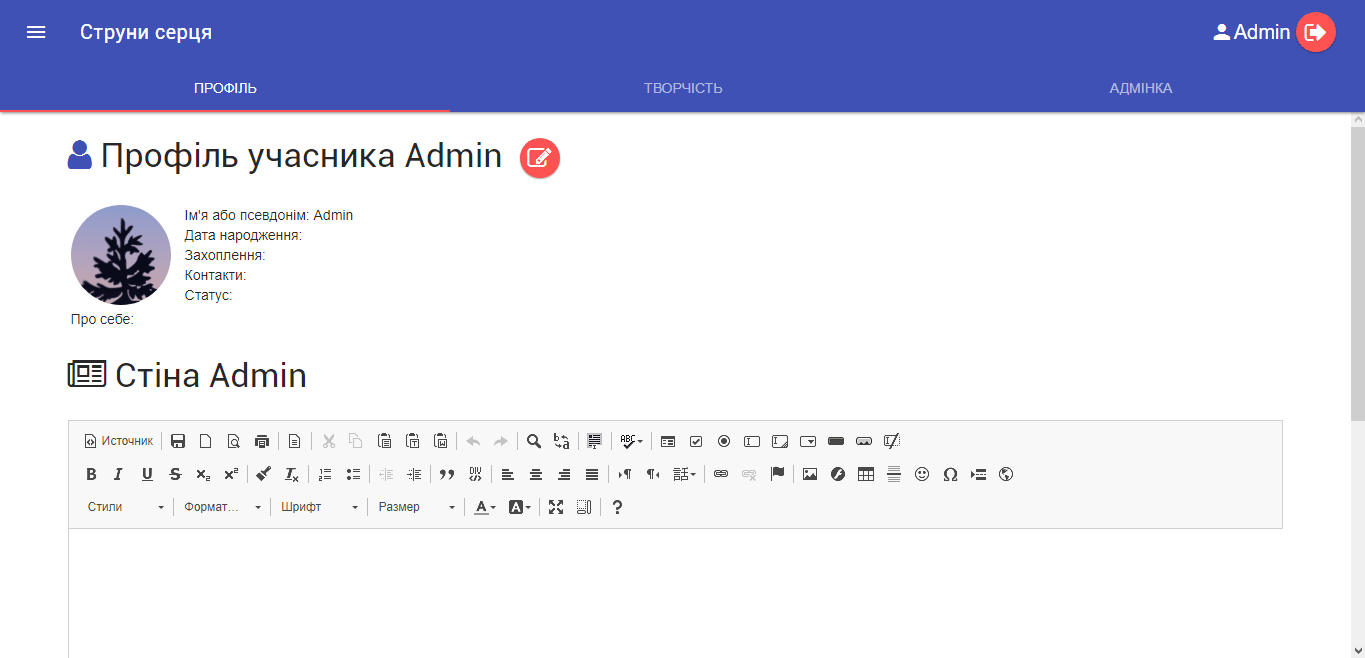 Струни серця
Admin
ПРОФІЛЬ
ТВОРЧІСТЬ
АДМІНКА
Профіль учасника Admin
Ім'я або псевдонім: Admin
Дата народження:
Захоплення:
Контакти:
Статус:
Про себе:
Стіна Admin
Источник
Стили
Формат...
Шрифт
Размер